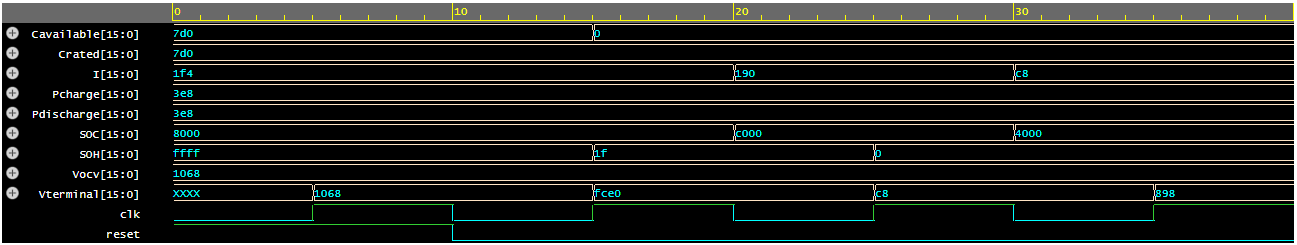 0 10 20 30
Cavailable[15:0] 7d0 0
Crated[15:0] 7d0
I[15:0] 1f4 190 c8
Pcharge[15:0] 3e8
Pdischarge[15:0] 3e8
SOC[15:0] 8000 c000 4000
SOH[15:0] ffff 1f 0
Vocv[15:0] 1068
Vterminal[15:0] XXXX 1068 fce0 c8 898
clk
reset